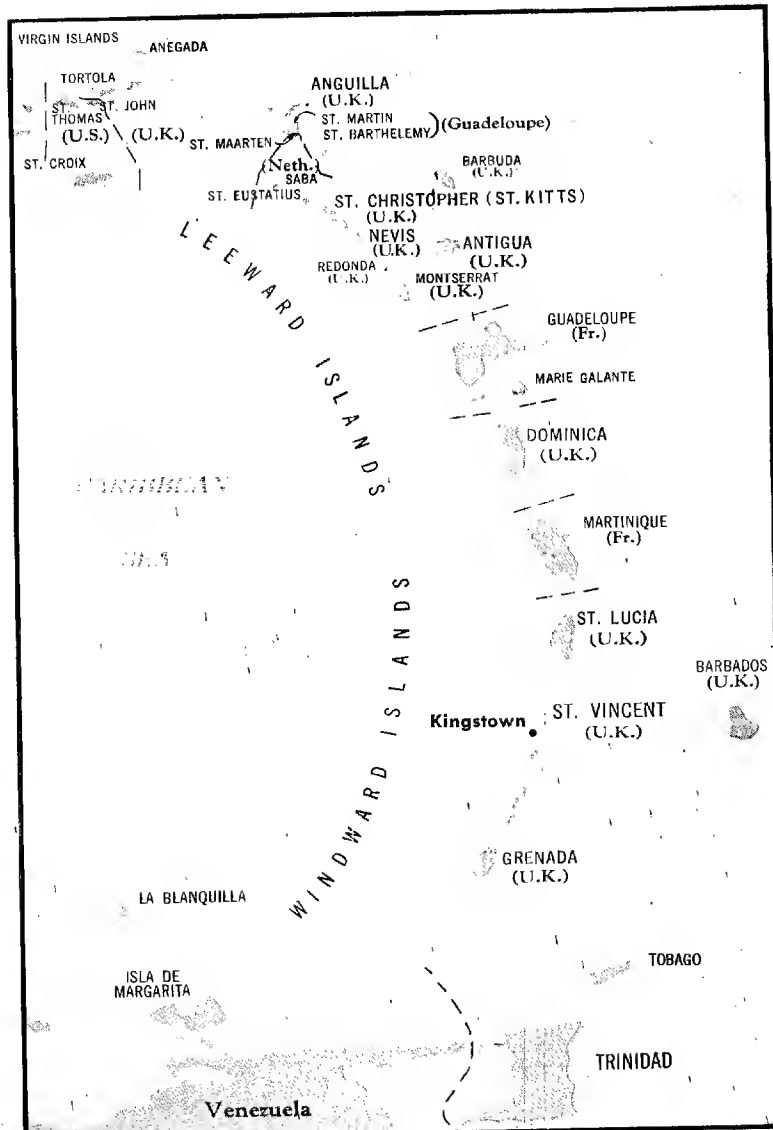 VIRGIN ISLANDS
ANEGADA
TORTOLA
ST. THOMAS
ST. JOHN
(U.S.)
(U.K.)
ST. CROIX
ANGUILLA
(U.K.)
ST. MARTIN
ST. BARTHELEMY
(Guadeloupe)
ST. MAARTEN
(Neth.)
SABA
ST. EUSTATIUS
BARBUDA
(U.K.)
ST. CHRISTOPHER (ST. KITTS)
(U.K.)
NEVIS
(U.K.)
ANTIGUA
(U.K.)
REDONDA
(U.K.)
MONTSERRAT
(U.K.)
LEEWARD ISLANDS
GUADELOUPE
(Fr.)
MARIE GALANTE
DOMINICA
(U.K.)
CARIBBEAN
SEA
MARTINIQUE
(Fr.)
ST. LUCIA
(U.K.)
BARBADOS
(U.K.)
Kingstown
ST. VINCENT
(U.K.)
WINDWARD ISLANDS
GRENADA
(U.K.)
LA BLANQUILLA
TOBAGO
ISLA DE
MARGARITA
TRINIDAD
Venezuela